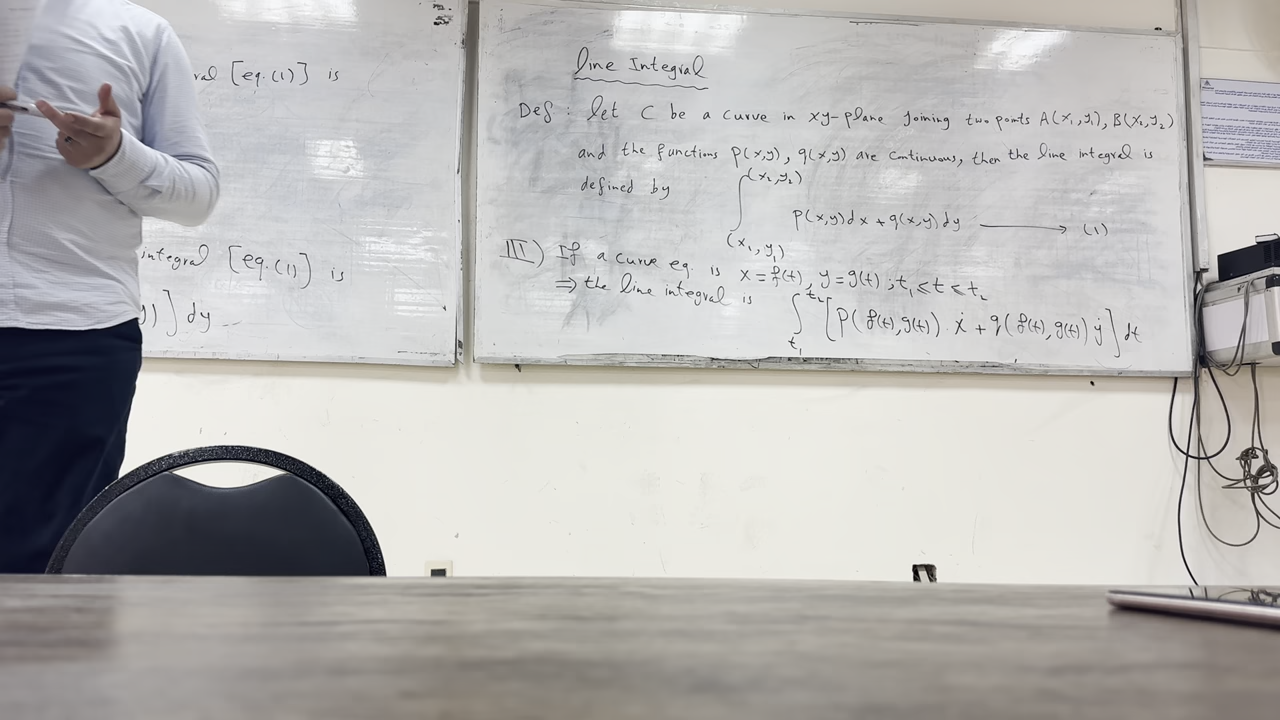 ral [eq.(1)] is
integral [eq.(1)] is
y)] dy
Line Integral
Def: let C be a curve in xy-plane joining two points A(x₁,y₁), B(x₂,y₂)
and the functions p(x,y), q(x,y) are continuous, then the line integral is
defined by ∫_(x₁,y₁)^(x₂,y₂) p(x,y)dx + q(x,y)dy ⟶ (1)
III) If a curve eq. is x = f(t), y = g(t) ; t₁ ≤ t ≤ t₂
⇒ the line integral is ∫_t₁^t₂ [p(f(t),g(t)) . ẋ + q(f(t),g(t)) ẏ] dt